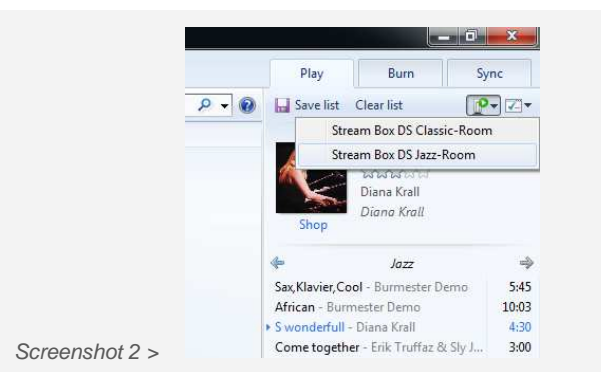 Play Burn Sync
Save list Clear list
Stream Box DS Classic-Room
Stream Box DS Jazz-Room
Diana Krall
Diana Krall
Shop
Jazz
Sax,Klavier,Cool - Burmester Demo 5:45
African - Burmester Demo 10:03
S wonderfull - Diana Krall 4:30
Come together - Erik Truffaz & Sly J... 3:00
Screenshot 2 >